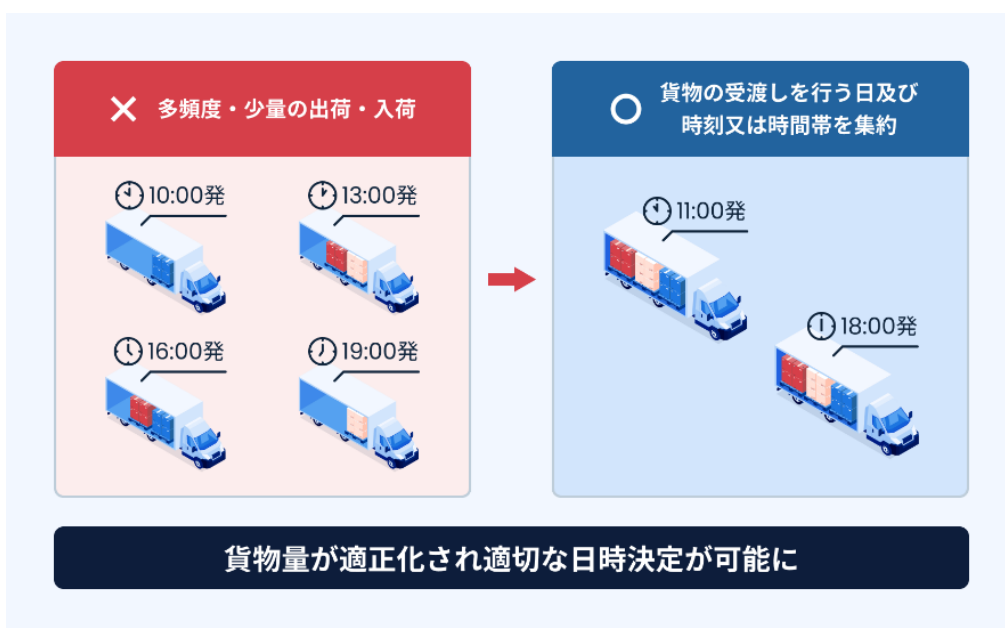 多頻度・少量の出荷・入荷
10:00発
13:00発
16:00発
19:00発
貨物の受渡しを行う日及び
時刻又は時間帯を集約
11:00発
18:00発
貨物量が適正化され適切な日時決定が可能に